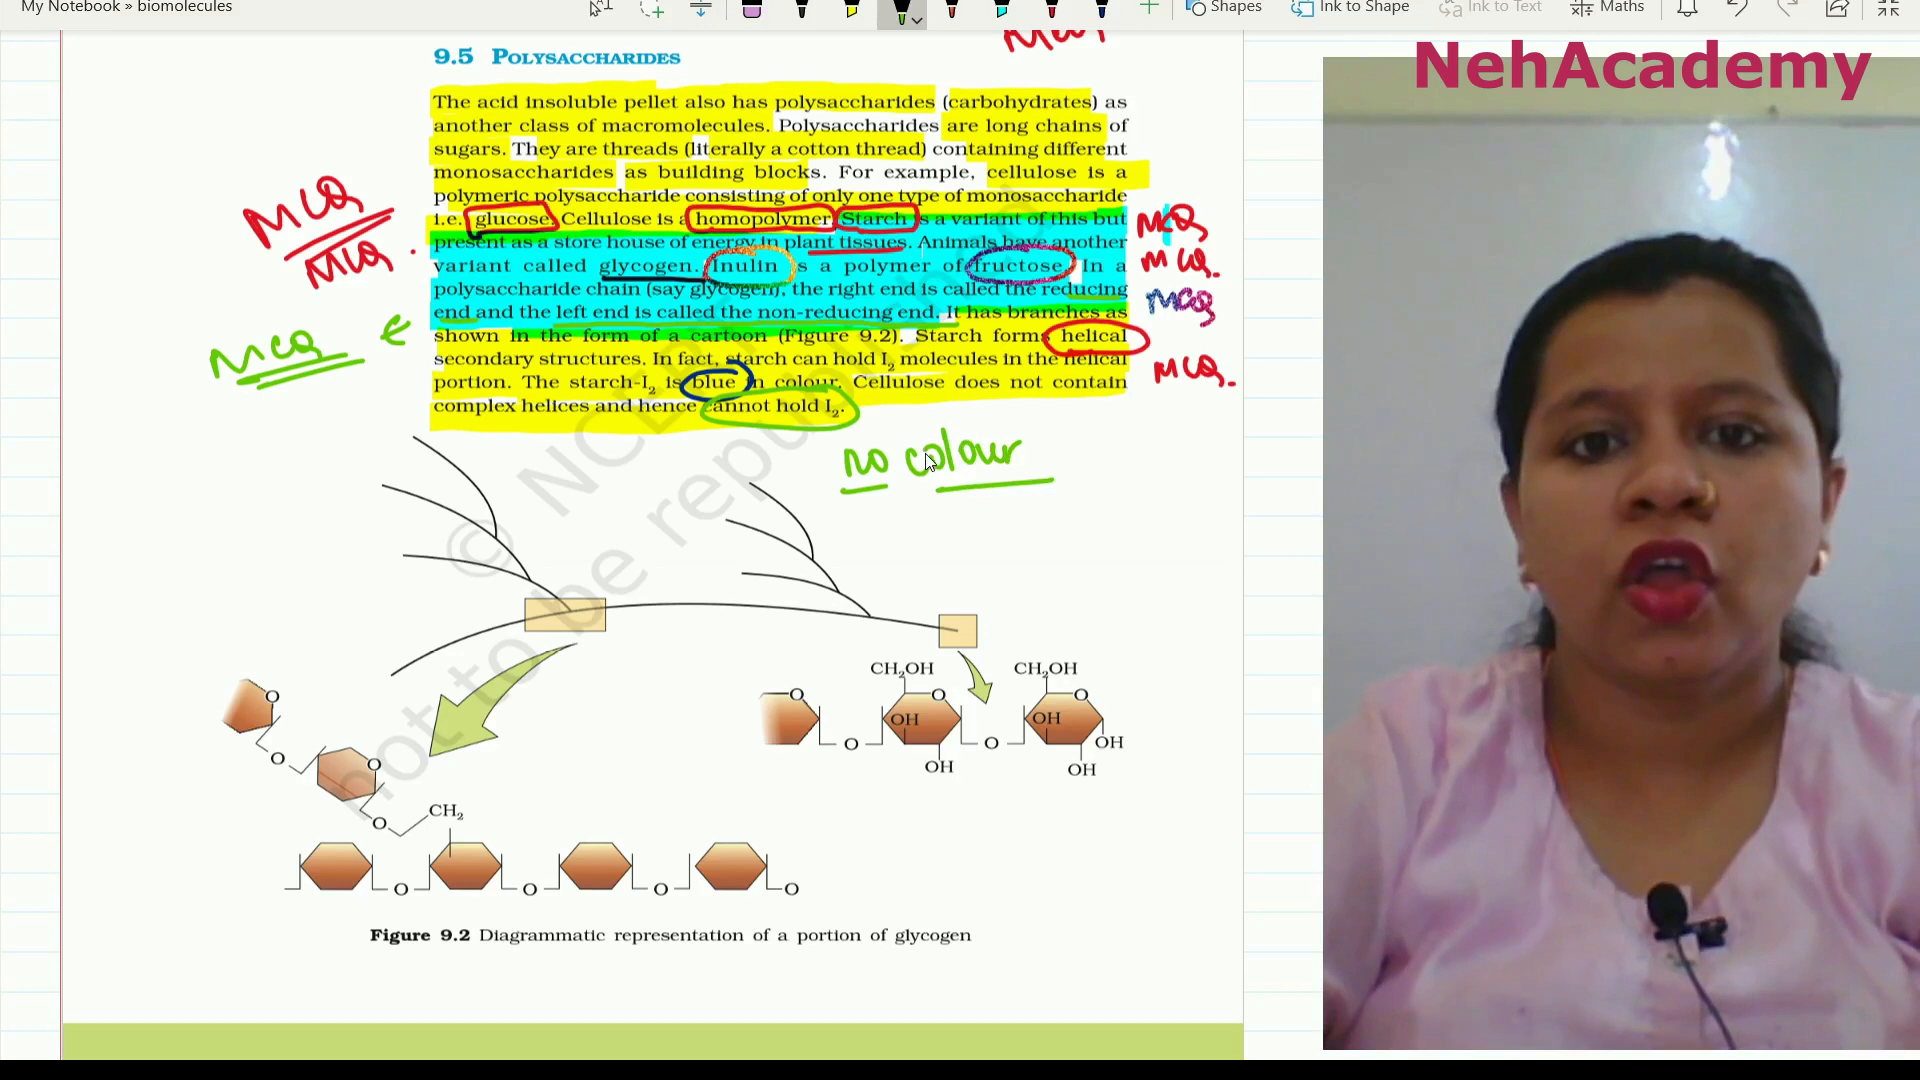 My Notebook » biomolecules
Shapes
Ink to Shape
Ink to Text
Maths
NehAcademy
9.5 POLYSACCHARIDES
The acid insoluble pellet also has polysaccharides (carbohydrates) as
another class of macromolecules. Polysaccharides are long chains of
sugars. They are threads (literally a cotton thread) containing different
monosaccharides as building blocks. For example, cellulose is a
polymeric polysaccharide consisting of only one type of monosaccharide
i.e. glucose. Cellulose is a homopolymer. Starch is a variant of this but
present as a store house of energy in plant tissues. Animals have another
variant called glycogen. Inulin is a polymer of fructose. In a
polysaccharide chain (say glycogen), the right end is called the reducing
end and the left end is called the non-reducing end. It has branches as
shown in the form of a cartoon (Figure 9.2). Starch forms helical
secondary structures. In fact, starch can hold I2 molecules in the helical
portion. The starch-I2 is blue in colour. Cellulose does not contain
complex helices and hence cannot hold I2.
MCQ
MCQ
MCQ
MCQ
MCQ
MCQ.
MCQ
MCQ.
no colour
© NCERT
not to be republished
CH2OH
CH2OH
O
O
O
OH
OH
O
O
OH
OH
OH
O
O
O
O
CH2
O
O
O
O
Figure 9.2 Diagrammatic representation of a portion of glycogen